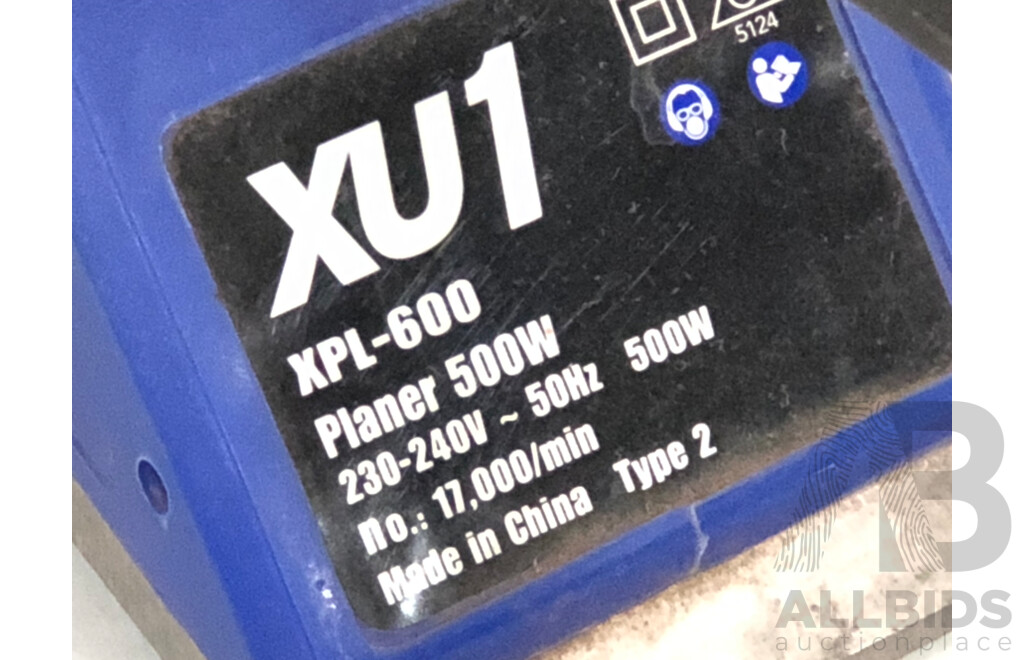 5124
XU1
XPL-600
Planer 500W
230-240V ~ 50Hz 500W
no.: 17,000/min
Made in China Type 2
AB
ALLBIDS
auctionplace